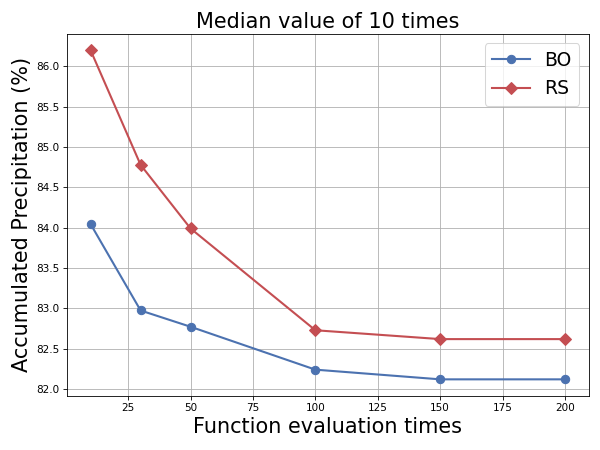 Median value of 10 times
BO
RS
Accumulated Precipitation (%)
86.0
85.5
85.0
84.5
84.0
83.5
83.0
82.5
82.0
25 50 75 100 125 150 175 200
Function evaluation times